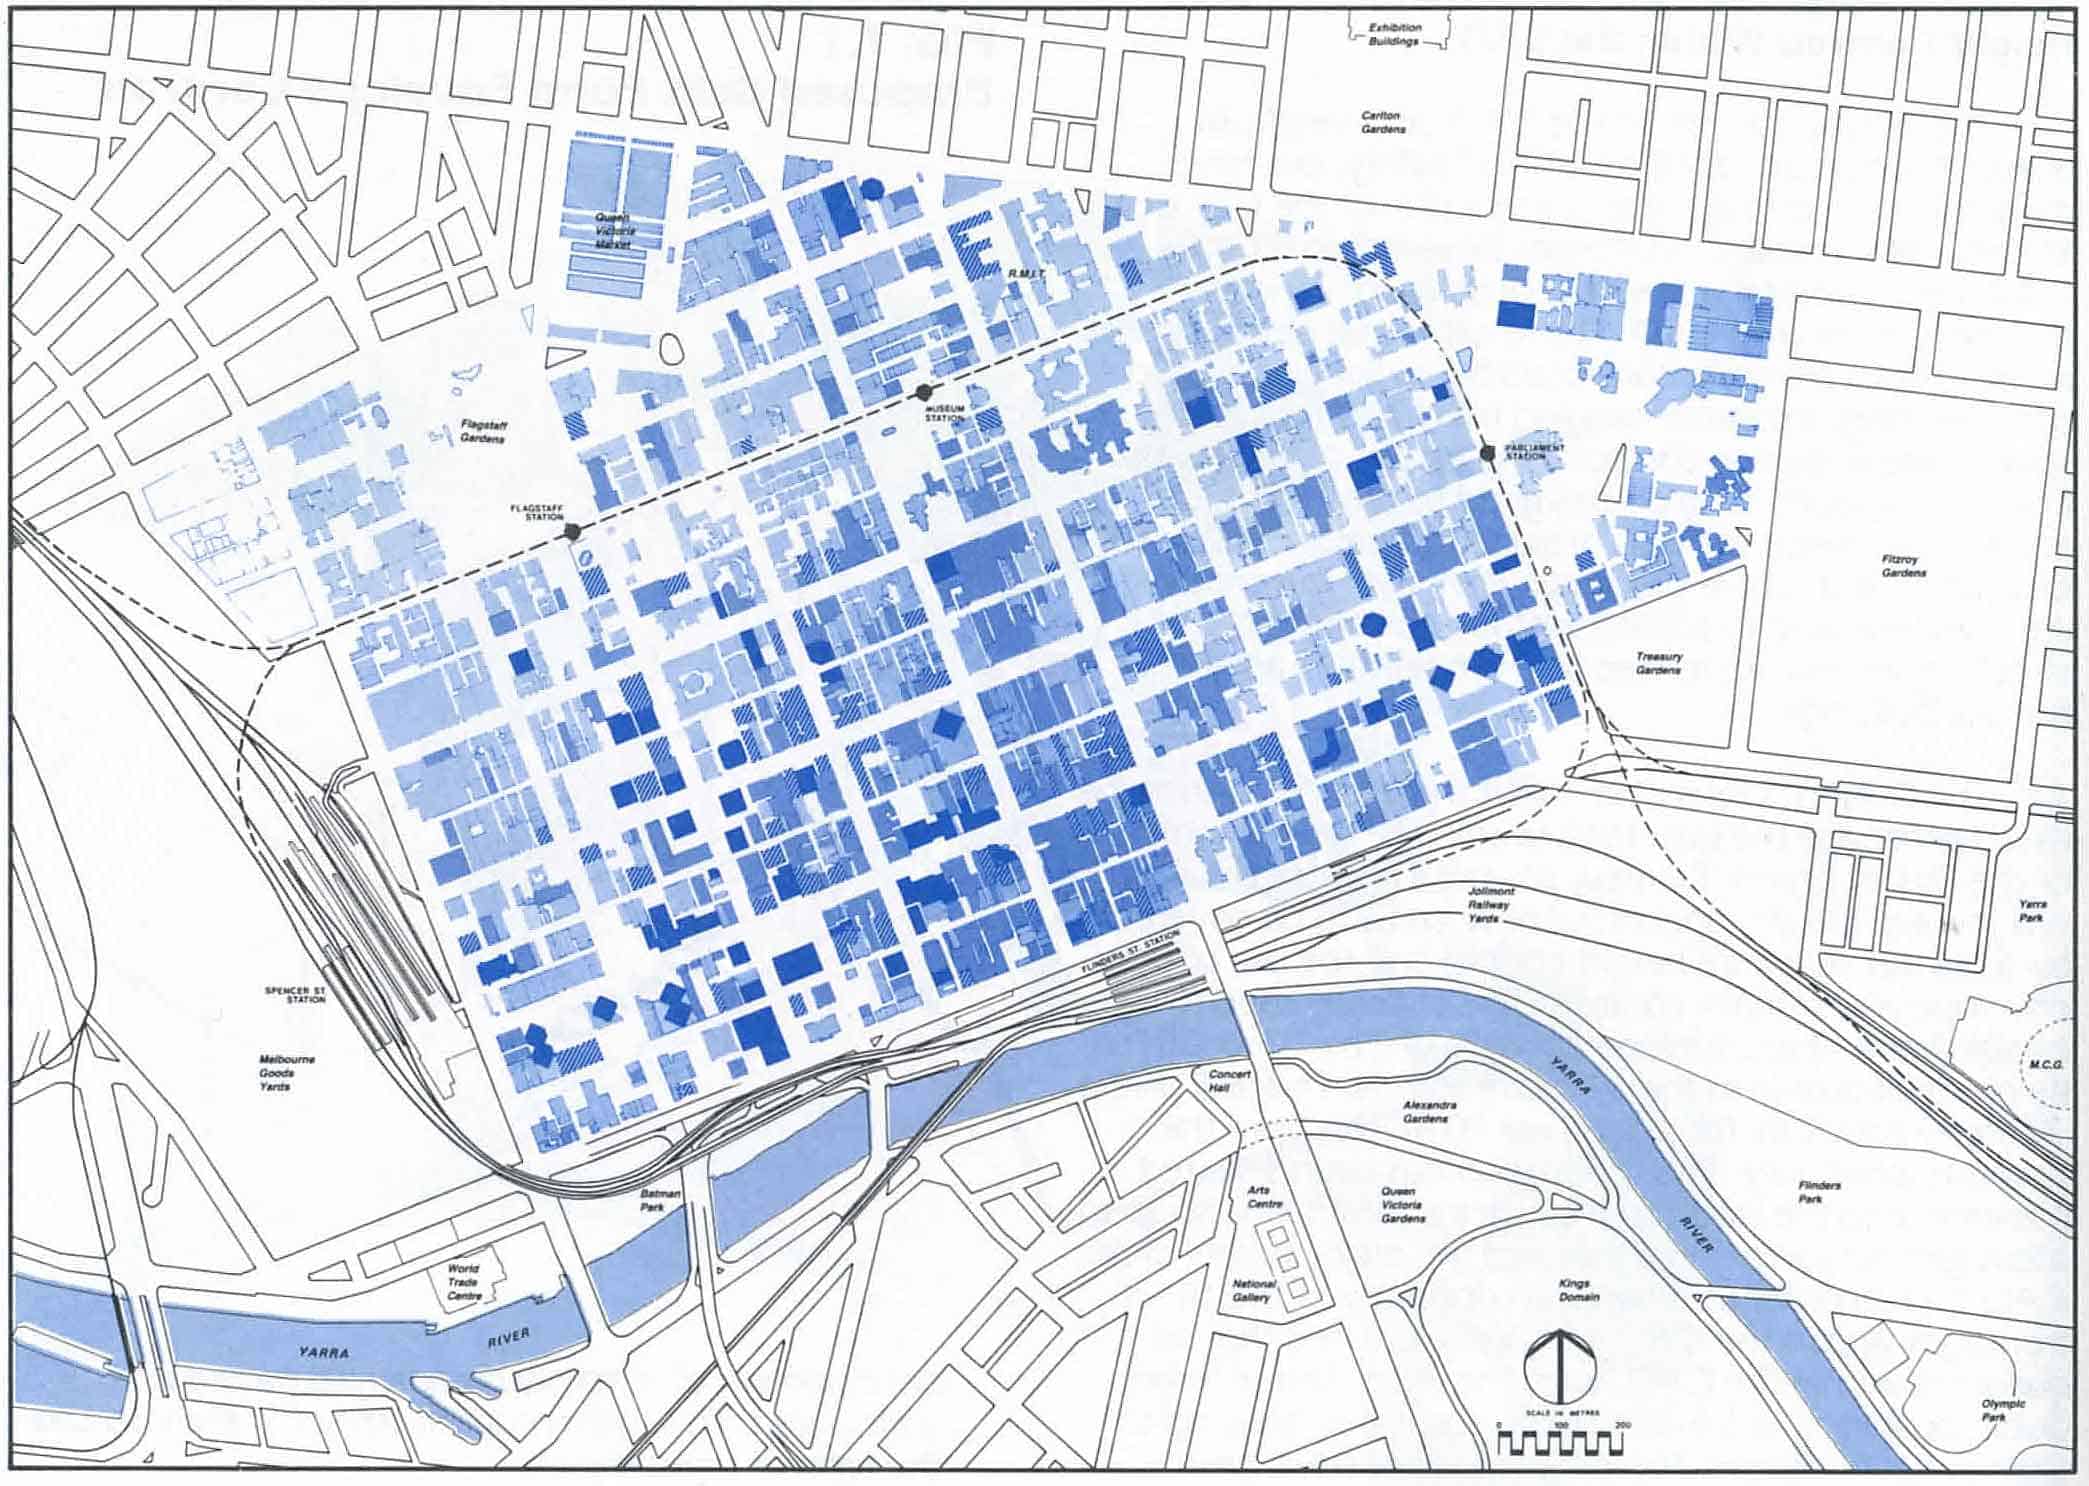 Exhibition
Buildings
Carlton
Gardens
Queen
Victoria
Market
R.M.I.T.
MUSEUM
STATION
Flagstaff
Gardens
PARLIAMENT
STATION
FLAGSTAFF
STATION
Fitzroy
Gardens
Treasury
Gardens
Jolimont
Railway
Yards
Yarra
Park
FLINDERS ST. STATION
SPENCER ST.
STATION
Melbourne
Goods
Yards
M.C.G.
Concert
Hall
YARRA
RIVER
Alexandra
Gardens
Batman
Park
Arts
Centre
Queen
Victoria
Gardens
Flinders
Park
World
Trade
Centre
National
Gallery
Kings
Domain
YARRA
RIVER
SCALE IN METRES
0 100 200
Olympic
Park